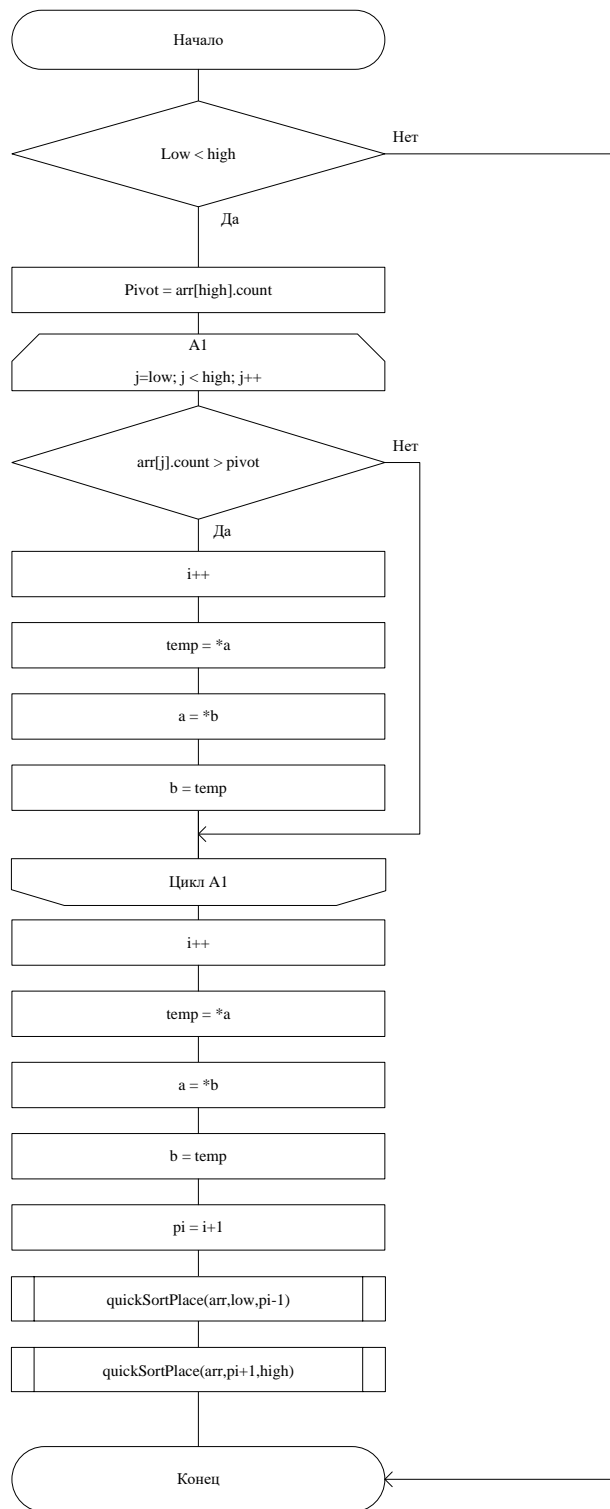 Начало
Low < high
Нет
Да
Pivot = arr[high].count
A1
j=low; j < high; j++
arr[j].count > pivot
Нет
Да
i++
temp = *a
a = *b
b = temp
Цикл A1
i++
temp = *a
a = *b
b = temp
pi = i+1
quickSortPlace(arr,low,pi-1)
quickSortPlace(arr,pi+1,high)
Конец